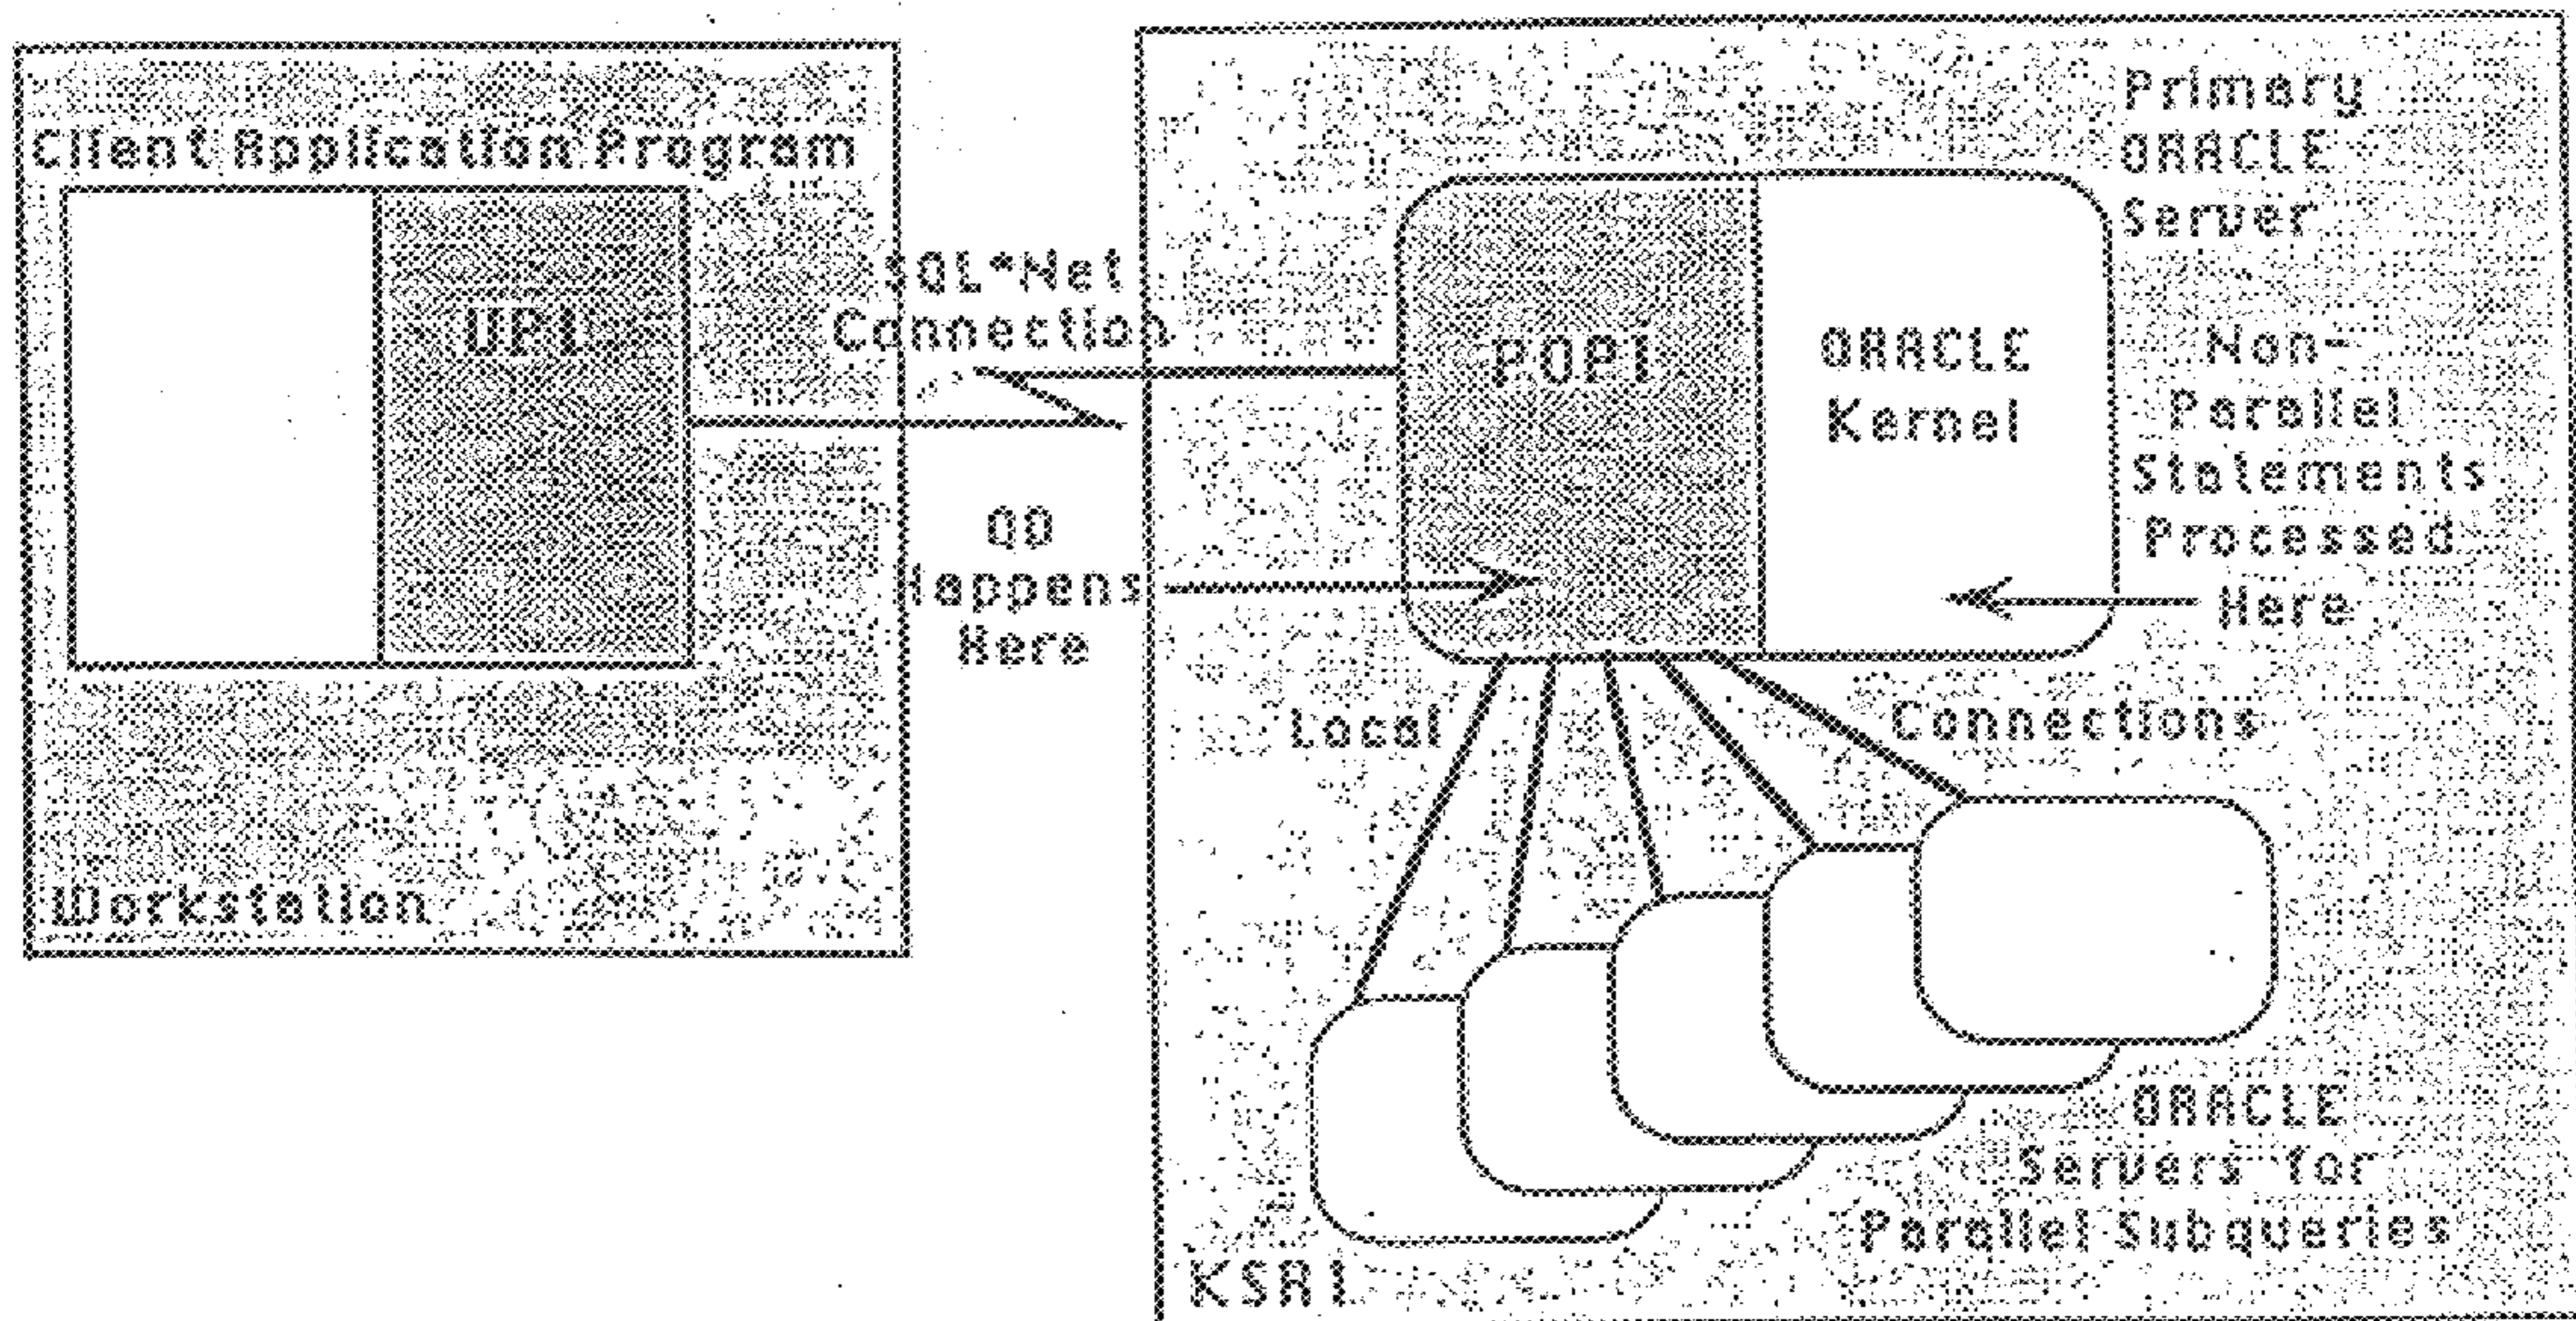 Client Application Program
UPI
Workstation
SQL*Net
Connection
QD
Happens
Here
Primary
ORACLE
Server
POPI
ORACLE
Kernel
Non-
Parallel
Statements
Processed
Here
Local
Connections
ORACLE
Servers for
Parallel Subqueries
KSR1